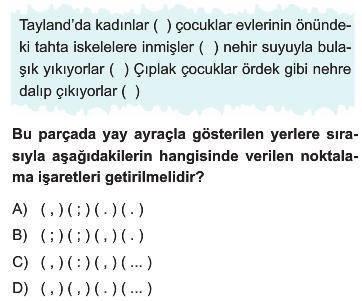 Tayland'da kadınlar ( ) çocuklar evlerinin önünde-
ki tahta iskelelere inmişler ( ) nehir suyuyla bula-
şık yıkıyorlar ( ) Çıplak çocuklar ördek gibi nehre
dalıp çıkıyorlar ( )
Bu parçada yay ayraçla gösterilen yerlere sıra-
sıyla aşağıdakilerin hangisinde verilen noktala-
ma işaretleri getirilmelidir?
A) ( , ) ( ; ) ( . ) ( . )
B) ( ; ) ( ; ) ( , ) ( . )
C) ( , ) ( : ) ( , ) ( ... )
D) ( , ) ( , ) ( . ) ( ... )